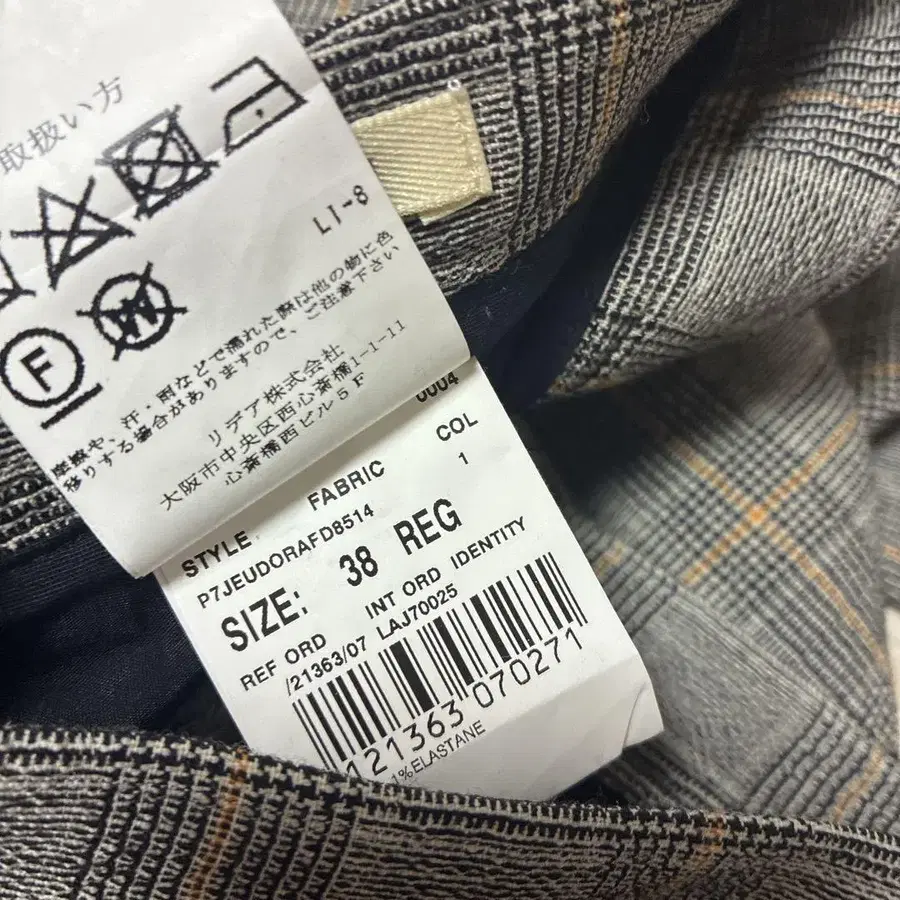 取扱い方
F
W
LI-8
摩擦や、汗・雨などで濡れた際は他の物に色
移りする場合がありますので、ご注意下さい
リデア株式会社
大阪市中央区西心斎橋1-1-11
心斎橋西ビル5F
0004
STYLE FABRIC COL
P7JEUDORAFD8514 1
SIZE: 38 REG
REF ORD INT ORD IDENTITY
/21363/07 LAJ70025
121363 070271
1%ELASTANE